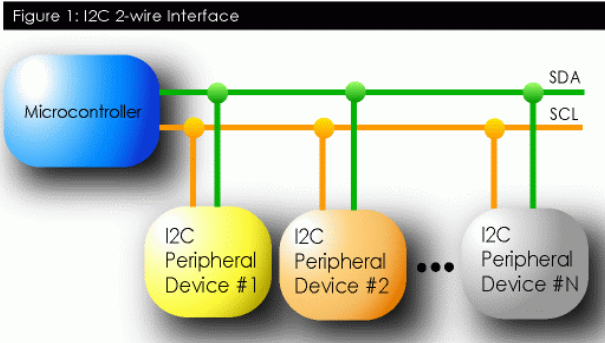 Figure 1: I2C 2-wire Interface
SDA
SCL
Microcontroller
I2C
Peripheral
Device #1
I2C
Peripheral
Device #2
I2C
Peripheral
Device #N